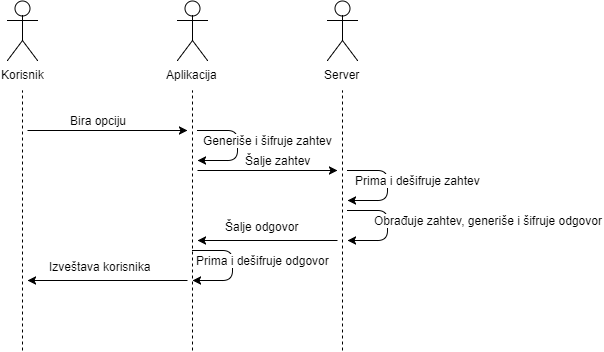 Korisnik
Aplikacija
Server
Bira opciju
Generiše i šifruje zahtev
Šalje zahtev
Prima i dešifruje zahtev
Obrađuje zahtev, generiše i šifruje odgovor
Šalje odgovor
Prima i dešifruje odgovor
Izveštava korisnika